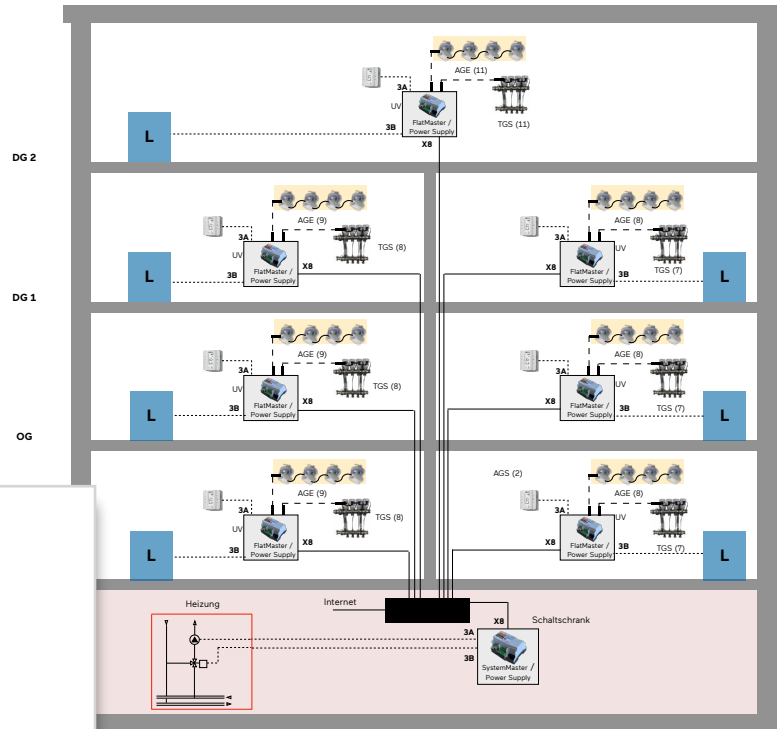 AGE (11)
3A
UV
TGS (11)
FlatMaster /
Power Supply
3B
L
X8
DG 2
AGE (9)
3A
TGS (8)
UV
X8
FlatMaster /
Power Supply
3B
L
AGE (8)
3A
UV
X8
TGS (7)
FlatMaster /
Power Supply
3B
L
DG 1
AGE (9)
3A
UV
TGS (8)
X8
FlatMaster /
Power Supply
3B
L
AGE (8)
3A
UV
X8
TGS (7)
FlatMaster /
Power Supply
3B
L
OG
AGE (9)
3A
TGS (8)
UV
X8
FlatMaster /
Power Supply
3B
L
AGS (2)
AGE (8)
3A
UV
X8
TGS (7)
FlatMaster /
Power Supply
3B
L
Heizung
Internet
X8
Schaltschrank
3A
3B
SystemMaster /
Power Supply